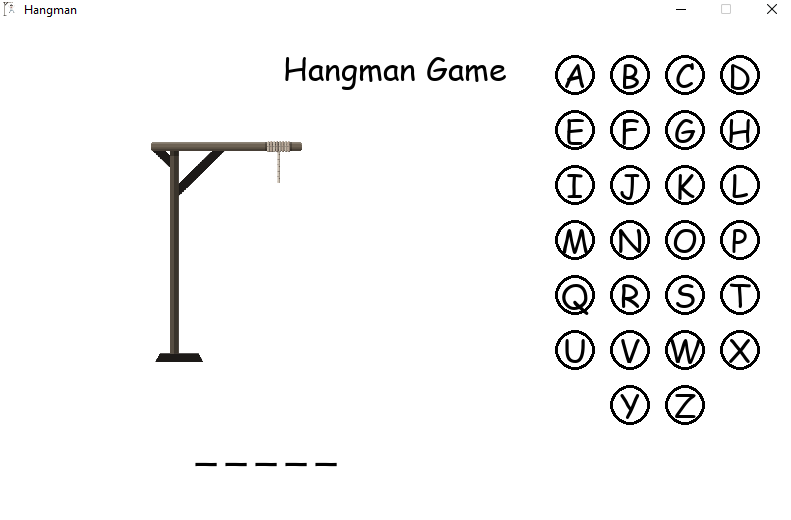 Hangman
Hangman Game
A B C D
E F G H
I J K L
M N O P
Q R S T
U V W X
Y Z
_ _ _ _ _